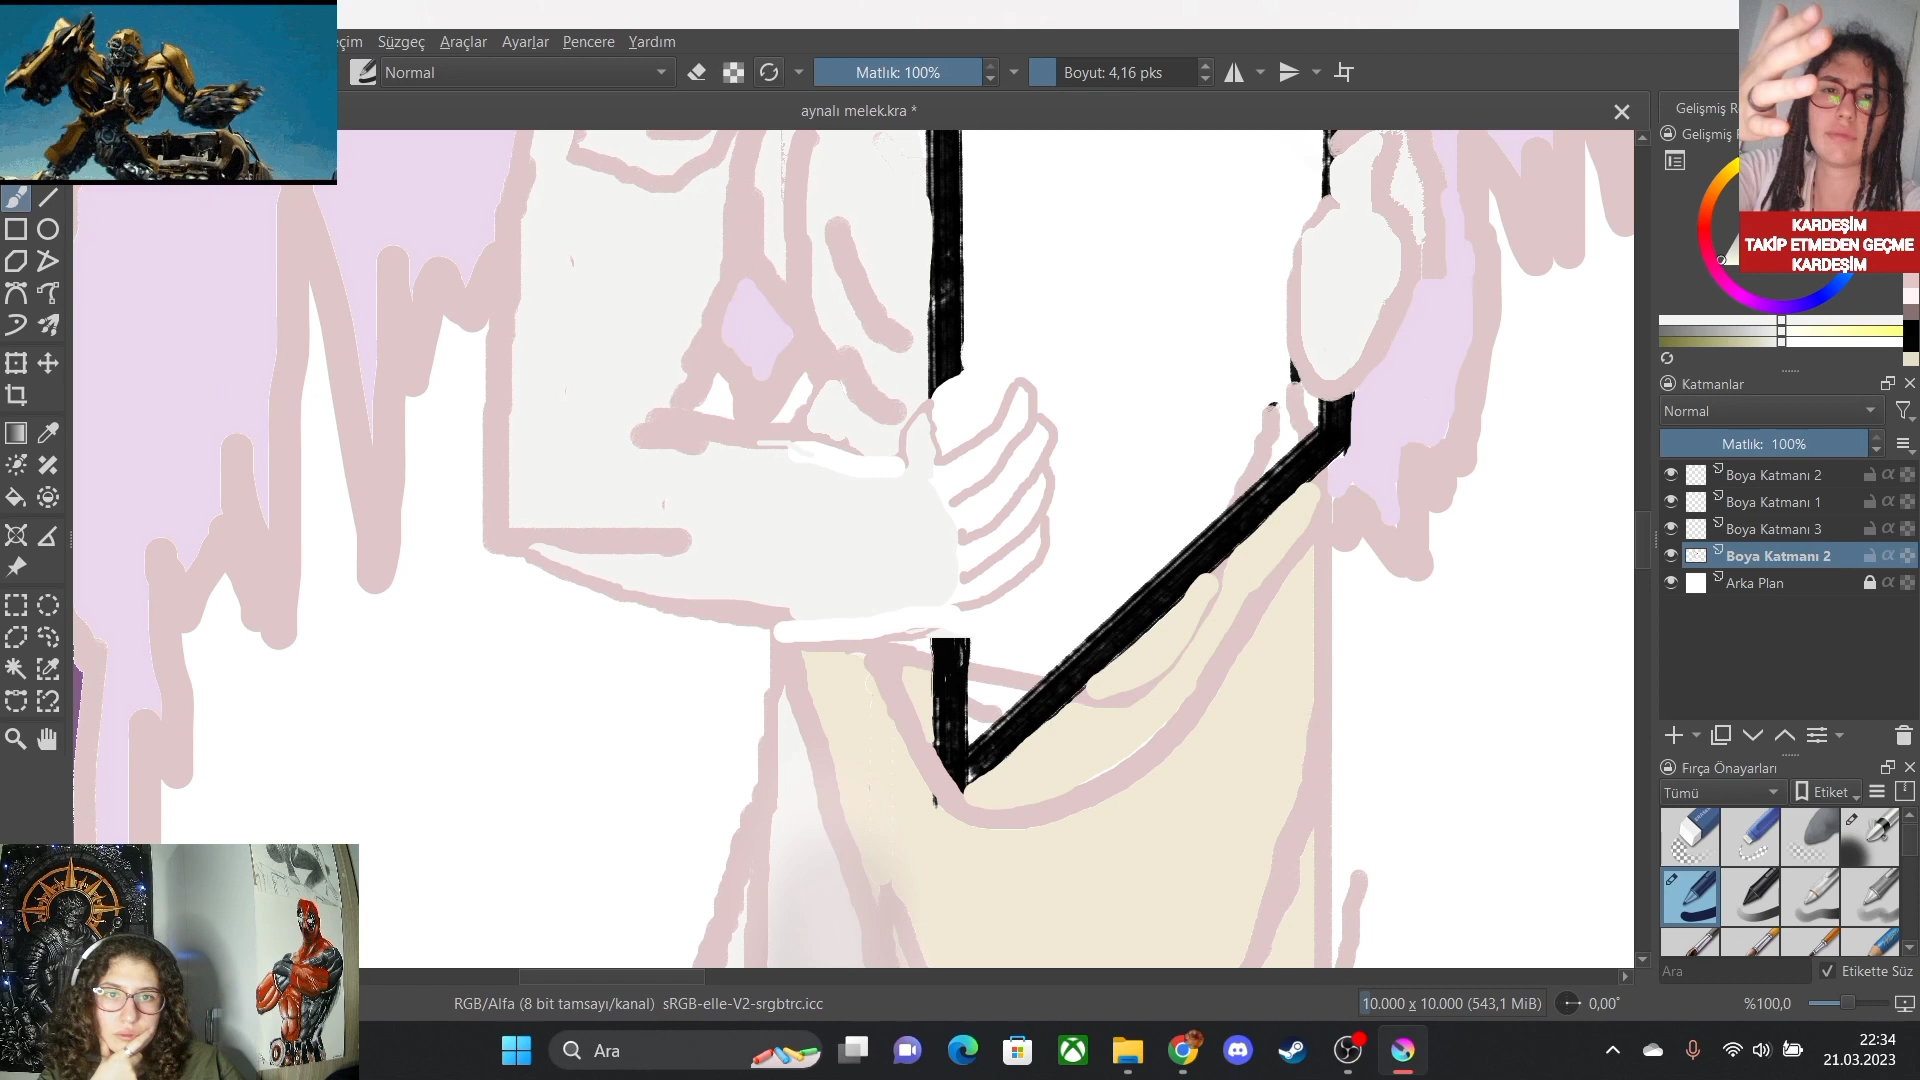 eçim Süzgeç Araçlar Ayarlar Pencere Yardım
Normal
Matlık: 100%
Boyut: 4,16 pks
aynalı melek.kra *
Gelişmiş R
Gelişmiş
KARDEŞİM
TAKİP ETMEDEN GEÇME
KARDEŞİM
Katmanlar
Normal
Matlık: 100%
Boya Katmanı 2
Boya Katmanı 1
Boya Katmanı 3
Boya Katmanı 2
Arka Plan
Fırça Önayarları
Tümü
Etiket
Ara
Etikette Süz
RGB/Alfa (8 bit tamsayı/kanal) sRGB-elle-V2-srgbtrc.icc
10.000 x 10.000 (543,1 MiB)
0,00°
%100,0
Ara
22:34
21.03.2023